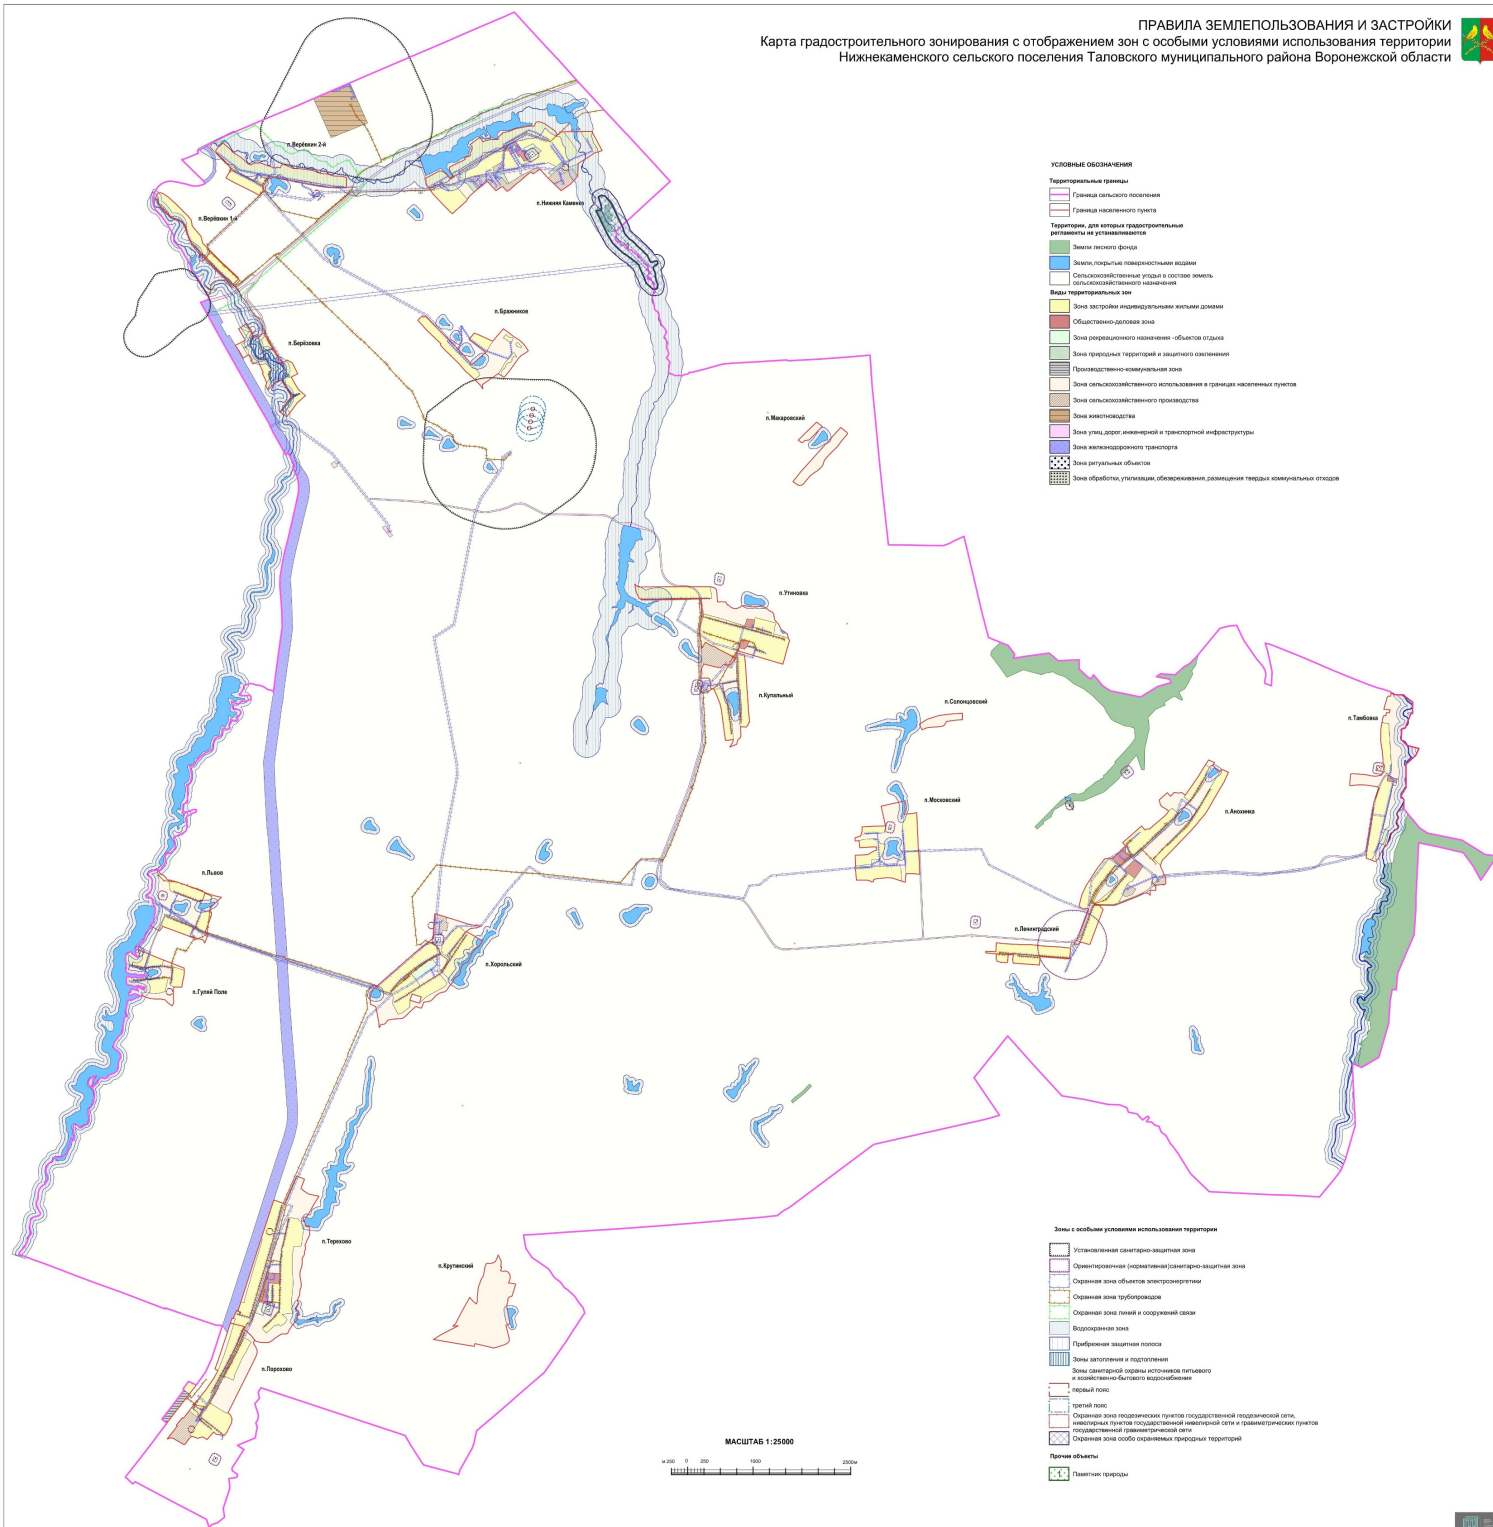 ПРАВИЛА ЗЕМЛЕПОЛЬЗОВАНИЯ И ЗАСТРОЙКИ
Карта градостроительного зонирования с отображением зон с особыми условиями использования территории
Нижнекаменского сельского поселения Таловского муниципального района Воронежской области
УСЛОВНЫЕ ОБОЗНАЧЕНИЯ
Территориальные границы
Граница сельского поселения
Граница населенного пункта
Территории, для которых градостроительные
регламенты не устанавливаются
Земли лесного фонда
Земли, покрытые поверхностными водами
Сельскохозяйственные угодья в составе земель
сельскохозяйственного назначения
Виды территориальных зон
Зона застройки индивидуальными жилыми домами
Общественно-деловая зона
Зона рекреационного назначения -объектов отдыха
Зона природных территорий и защитного озеленения
Производственно-коммунальная зона
Зона сельскохозяйственного использования в границах населенных пунктов
Зона сельскохозяйственного производства
Зона животноводства
Зона улиц, дорог, инженерной и транспортной инфраструктуры
Зона железнодорожного транспорта
Зона ритуальных объектов
Зона обработки, утилизации, обезвреживания, размещения твердых коммунальных отходов
п.Верёвкин 2-й
п.Верёвкин 1-й
п.Нижняя Каменка
п.Бражников
п.Берёзовка
п.Макаровский
п.Утиновка
п.Купальный
п.Солонцовский
п.Тамбовка
п.Московский
п.Анохинка
п.Львов
п.Ленинградский
п.Хорольский
п.Гуляй Поле
п.Терехово
п.Крутинский
п.Порохово
Зоны с особыми условиями использования территории
Установленная санитарно-защитная зона
Ориентировочная (нормативная)санитарно-защитная зона
Охранная зона объектов электроэнергетики
Охранная зона трубопроводов
Охранная зона линий и сооружений связи
Водоохранная зона
Прибрежная защитная полоса
Зоны затопления и подтопления
Зоны санитарной охраны источников питьевого
и хозяйственно-бытового водоснабжения
первый пояс
третий пояс
Охранная зона геодезических пунктов государственной геодезической сети,
нивелирных пунктов государственной нивелирной сети и гравиметрических пунктов
государственной гравиметрической сети
Охранная зона особо охраняемых природных территорий
Прочие объекты
1
Памятник природы
МАСШТАБ 1:25000
м 250 0 250 1000 2500м